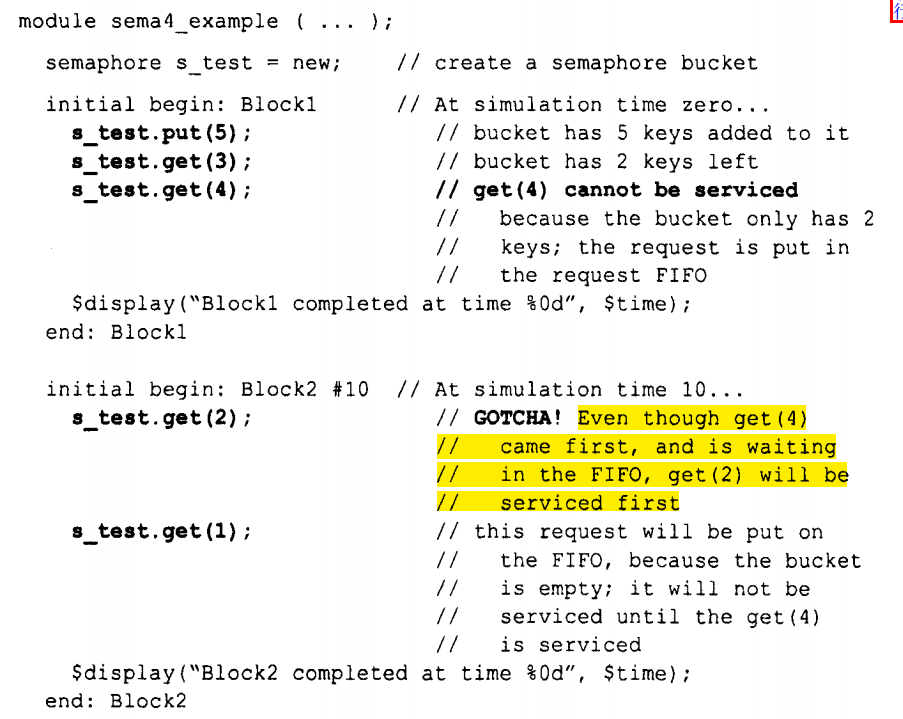 module sema4_example ( ... );
semaphore s_test = new; // create a semaphore bucket
initial begin: Block1 // At simulation time zero...
s_test.put(5); // bucket has 5 keys added to it
s_test.get(3); // bucket has 2 keys left
s_test.get(4); // get(4) cannot be serviced
// because the bucket only has 2
// keys; the request is put in
// the request FIFO
$display("Block1 completed at time %0d", $time);
end: Block1
initial begin: Block2 #10 // At simulation time 10...
s_test.get(2); // GOTCHA! Even though get(4)
// came first, and is waiting
// in the FIFO, get(2) will be
// serviced first
s_test.get(1); // this request will be put on
// the FIFO, because the bucket
// is empty; it will not be
// serviced until the get(4)
// is serviced
$display("Block2 completed at time %0d", $time);
end: Block2